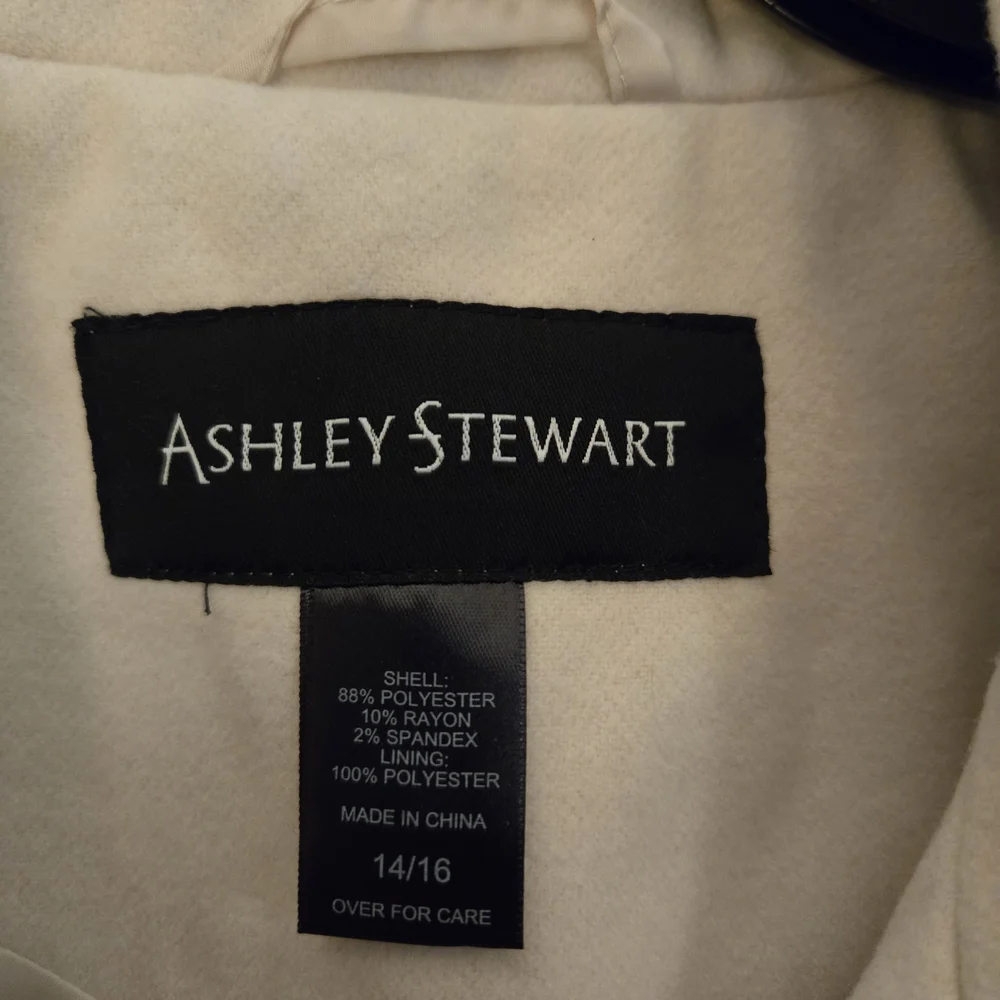 ASHLEY STEWART
SHELL:
88% POLYESTER
10% RAYON
2% SPANDEX
LINING:
100% POLYESTER
MADE IN CHINA
14/16
OVER FOR CARE